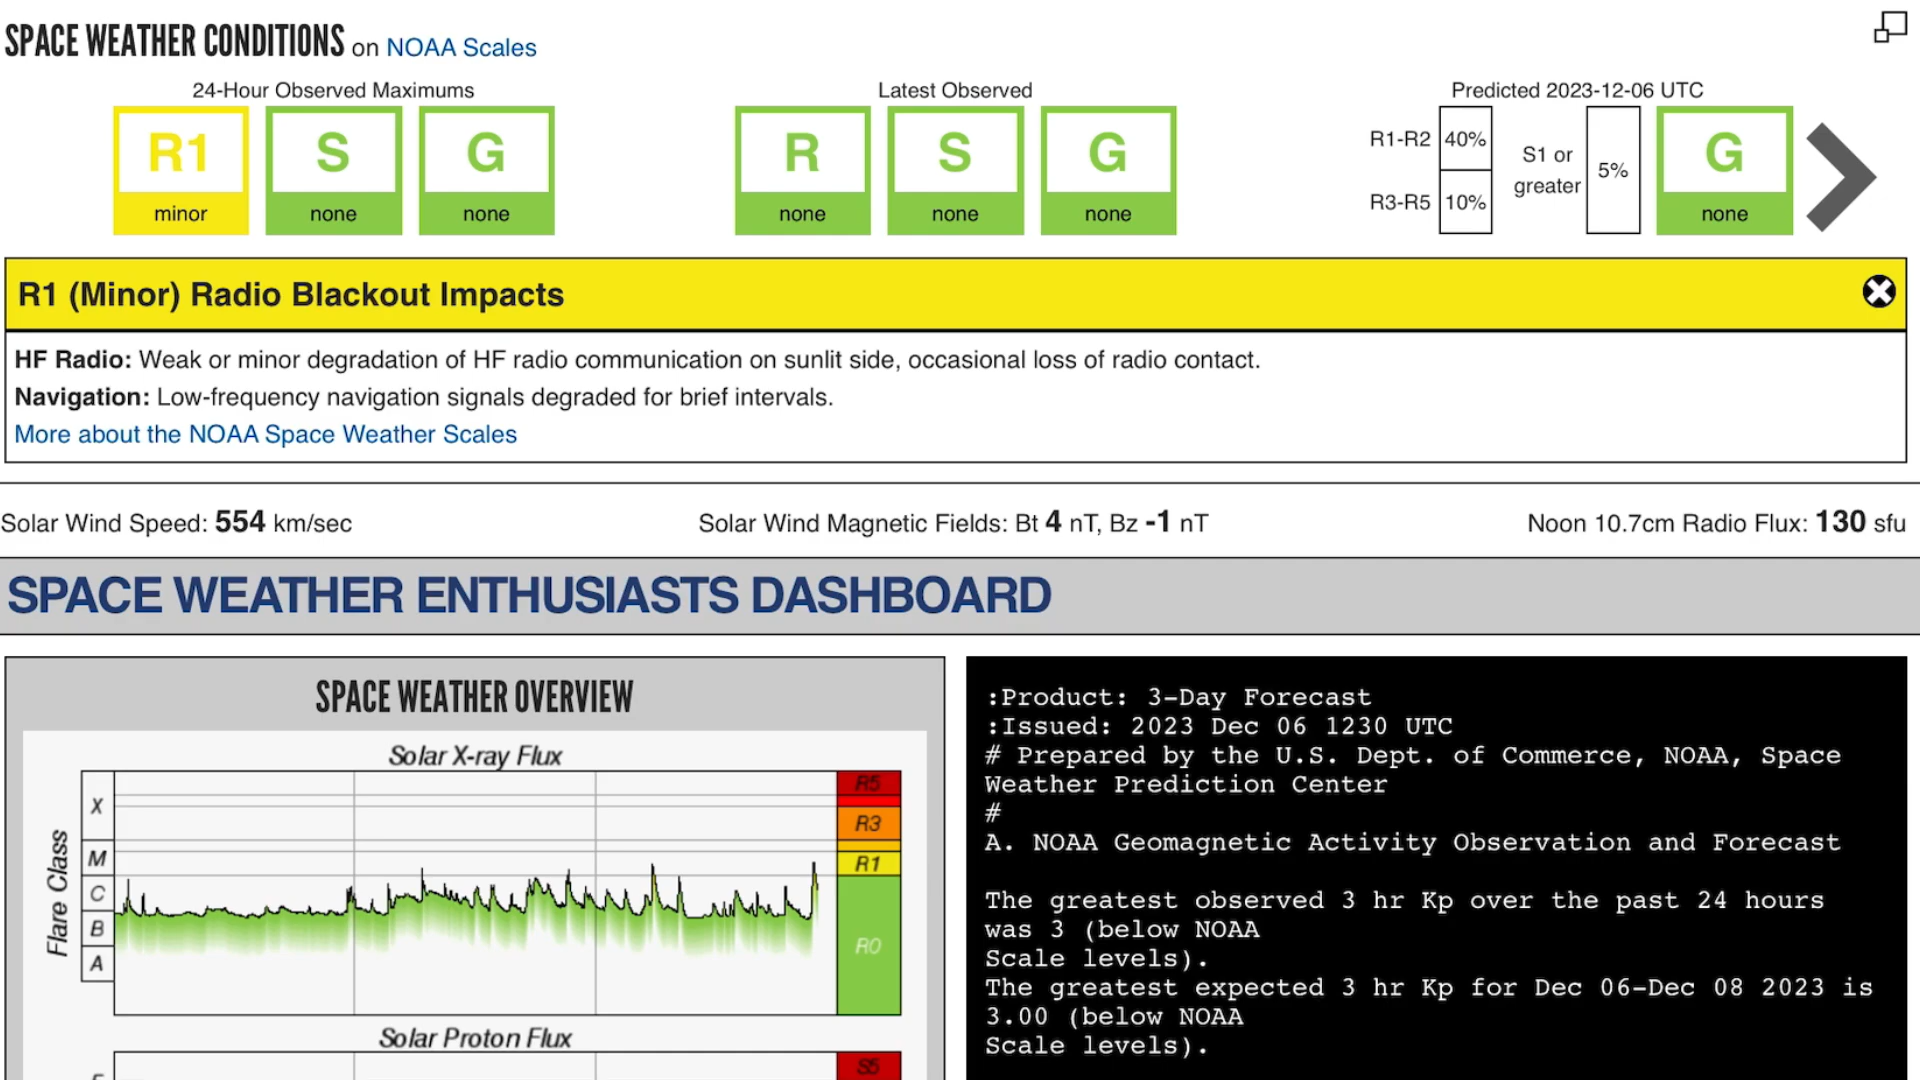 SPACE WEATHER CONDITIONS on NOAA Scales
24-Hour Observed Maximums
R1
minor
S
none
G
none
Latest Observed
R
none
S
none
G
none
Predicted 2023-12-06 UTC
R1-R2 40%
R3-R5 10%
S1 or
greater
5%
G
none
R1 (Minor) Radio Blackout Impacts
HF Radio: Weak or minor degradation of HF radio communication on sunlit side, occasional loss of radio contact.
Navigation: Low-frequency navigation signals degraded for brief intervals.
More about the NOAA Space Weather Scales
Solar Wind Speed: 554 km/sec
Solar Wind Magnetic Fields: Bt 4 nT, Bz -1 nT
Noon 10.7cm Radio Flux: 130 sfu
SPACE WEATHER ENTHUSIASTS DASHBOARD
SPACE WEATHER OVERVIEW
Solar X-ray Flux
Flare Class
X
M
C
B
A
R5
R3
R1
R0
Solar Proton Flux
S5
:Product: 3-Day Forecast
:Issued: 2023 Dec 06 1230 UTC
# Prepared by the U.S. Dept. of Commerce, NOAA, Space
Weather Prediction Center
#
A. NOAA Geomagnetic Activity Observation and Forecast
The greatest observed 3 hr Kp over the past 24 hours
was 3 (below NOAA
Scale levels).
The greatest expected 3 hr Kp for Dec 06-Dec 08 2023 is
3.00 (below NOAA
Scale levels).